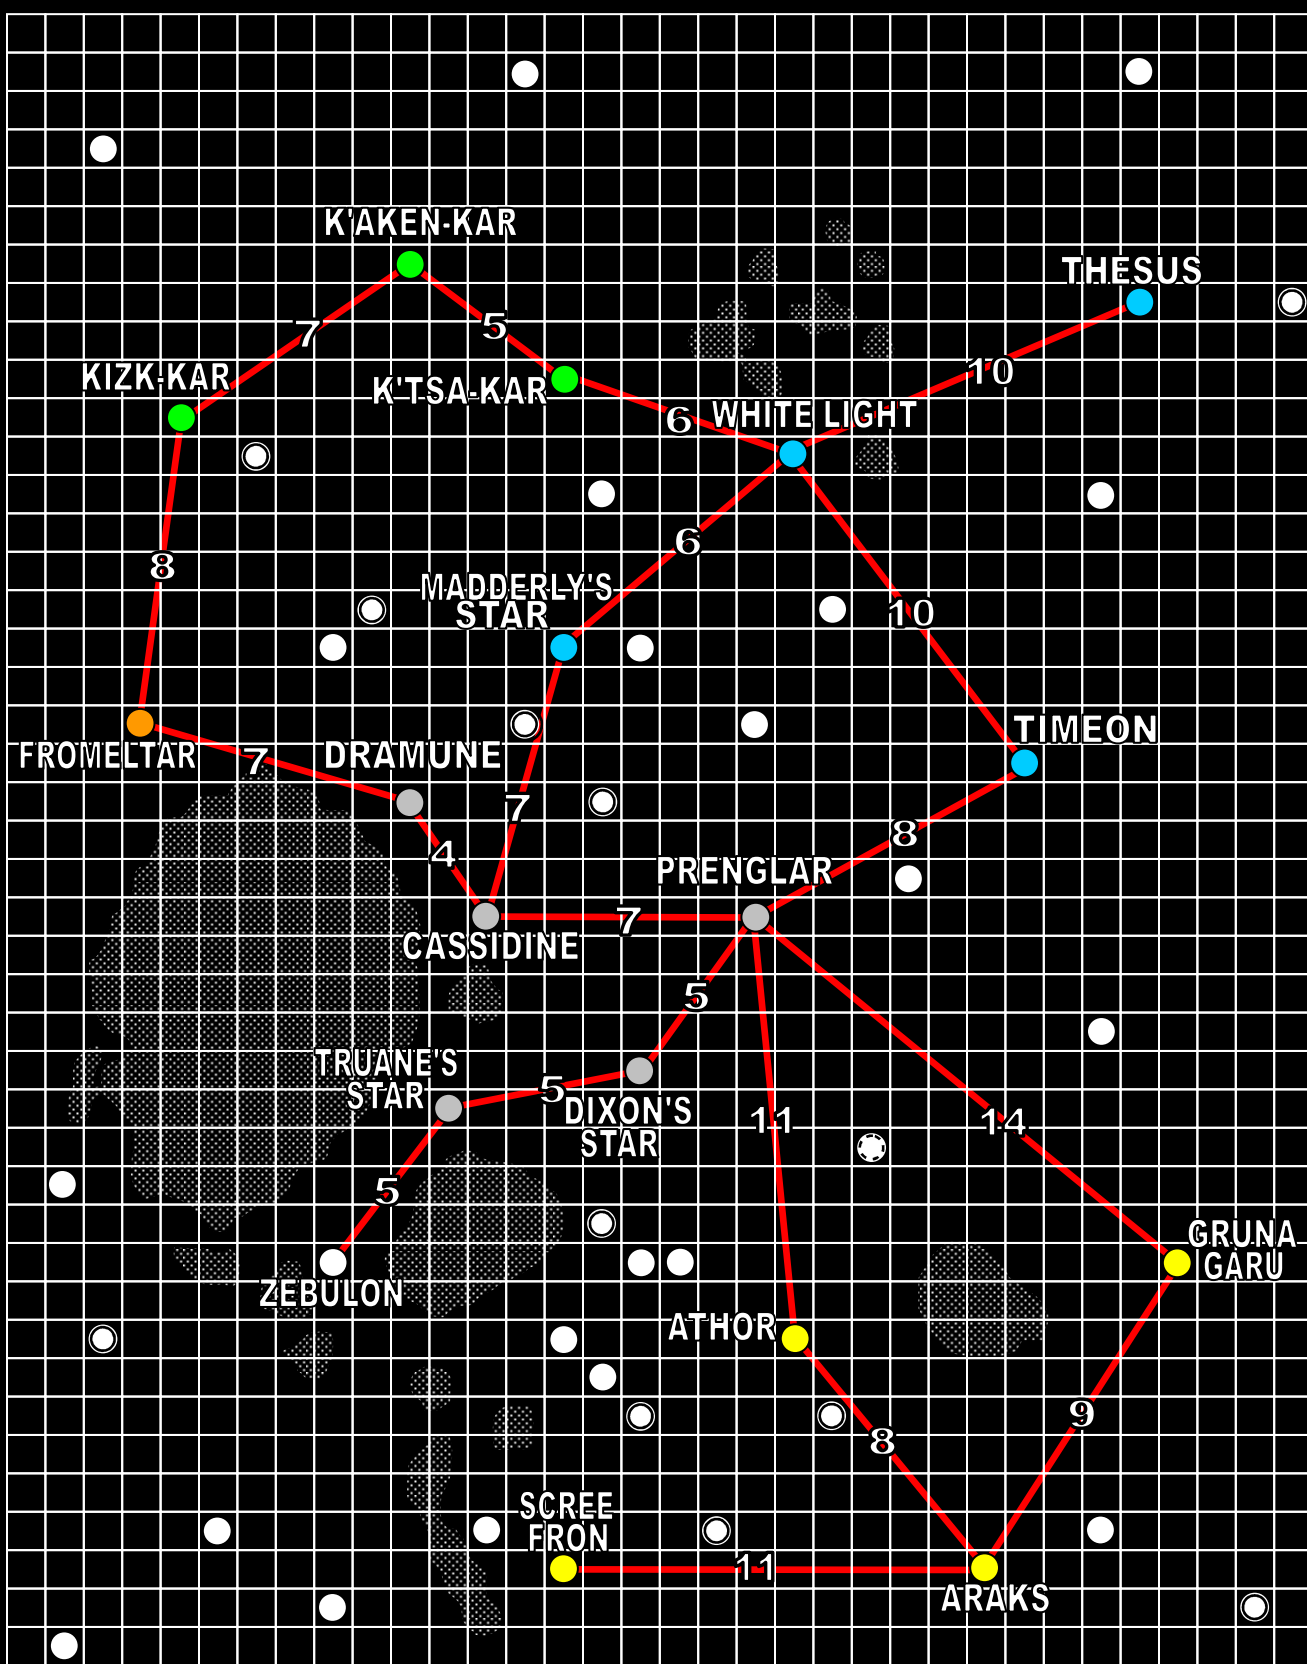 K'AKEN-KAR
THESUS
7
5
KIZK-KAR
K'TSA-KAR
10
WHITE LIGHT
6
6
8
MADDERLY'S
STAR
10
FROMELTAR
7
DRAMUNE
TIMEON
7
4
8
PRENGLAR
7
CASSIDINE
5
TRUANE'S
STAR
5
DIXON'S
STAR
11
14
5
GRUNA
GARU
ZEBULON
ATHOR
9
8
SCREE
FRON
11
ARAKS